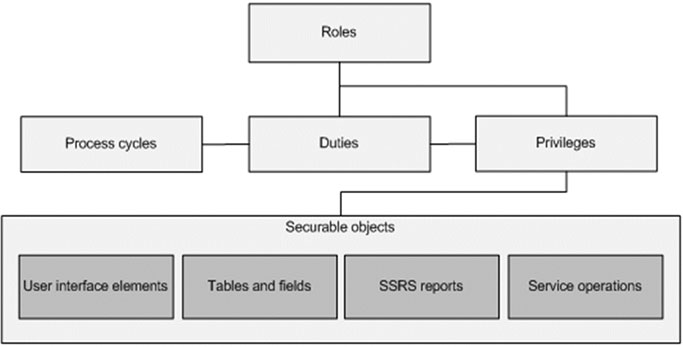 Roles
Process cycles
Duties
Privileges
Securable objects
User interface elements
Tables and fields
SSRS reports
Service operations